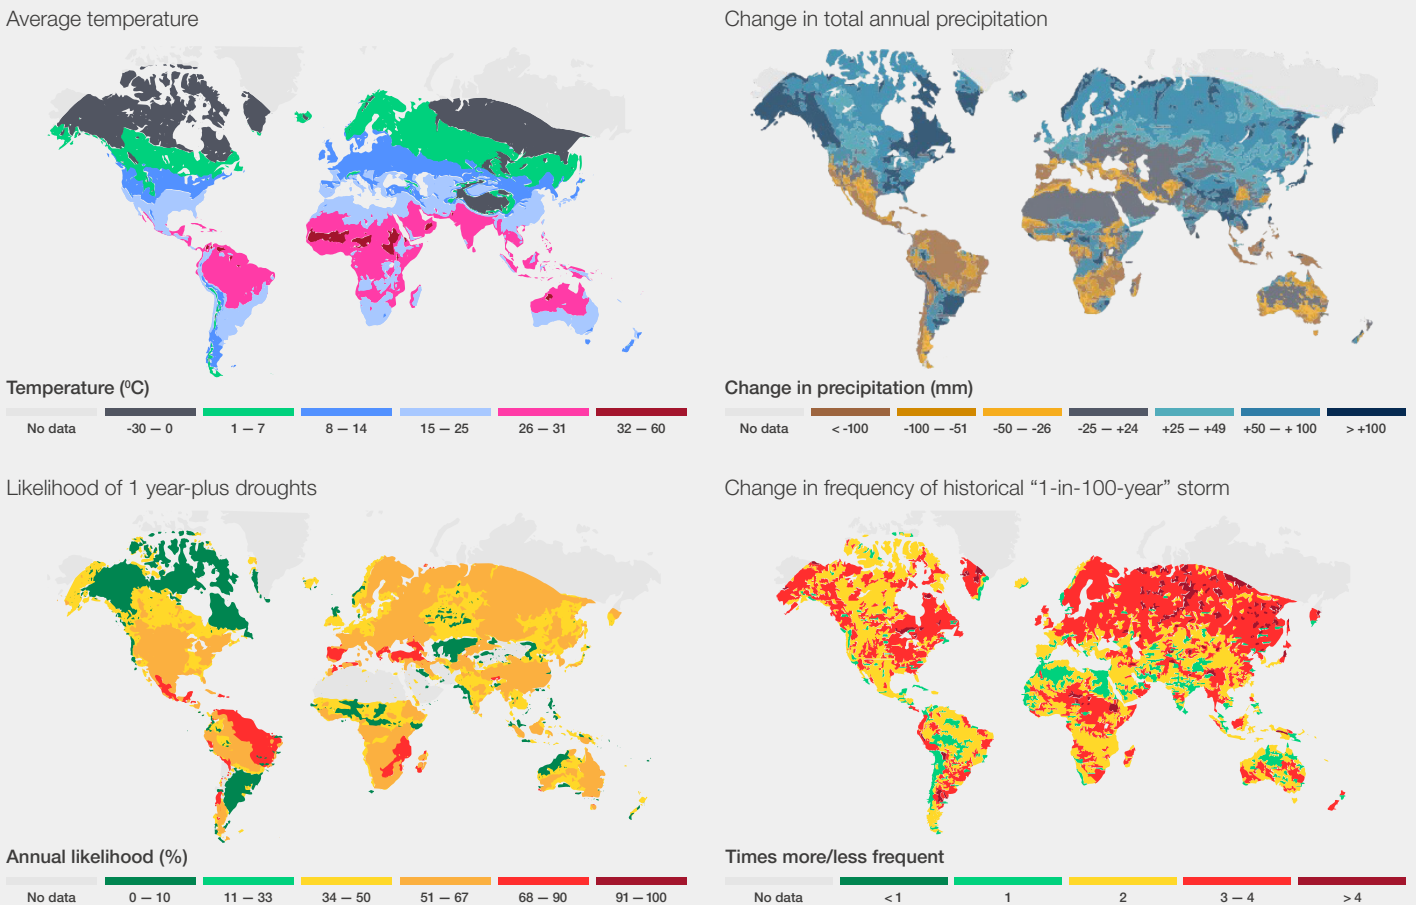 Average temperature
Temperature (⁰C)
No data -30 — 0 1 — 7 8 — 14 15 — 25 26 — 31 32 — 60
Change in total annual precipitation
Change in precipitation (mm)
No data < -100 -100 — -51 -50 — -26 -25 — +24 +25 — +49 +50 — + 100 > +100
Likelihood of 1 year-plus droughts
Annual likelihood (%)
No data 0 — 10 11 — 33 34 — 50 51 — 67 68 — 90 91 —100
Change in frequency of historical “1-in-100-year” storm
Times more/less frequent
No data < 1 1 2 3 — 4 > 4